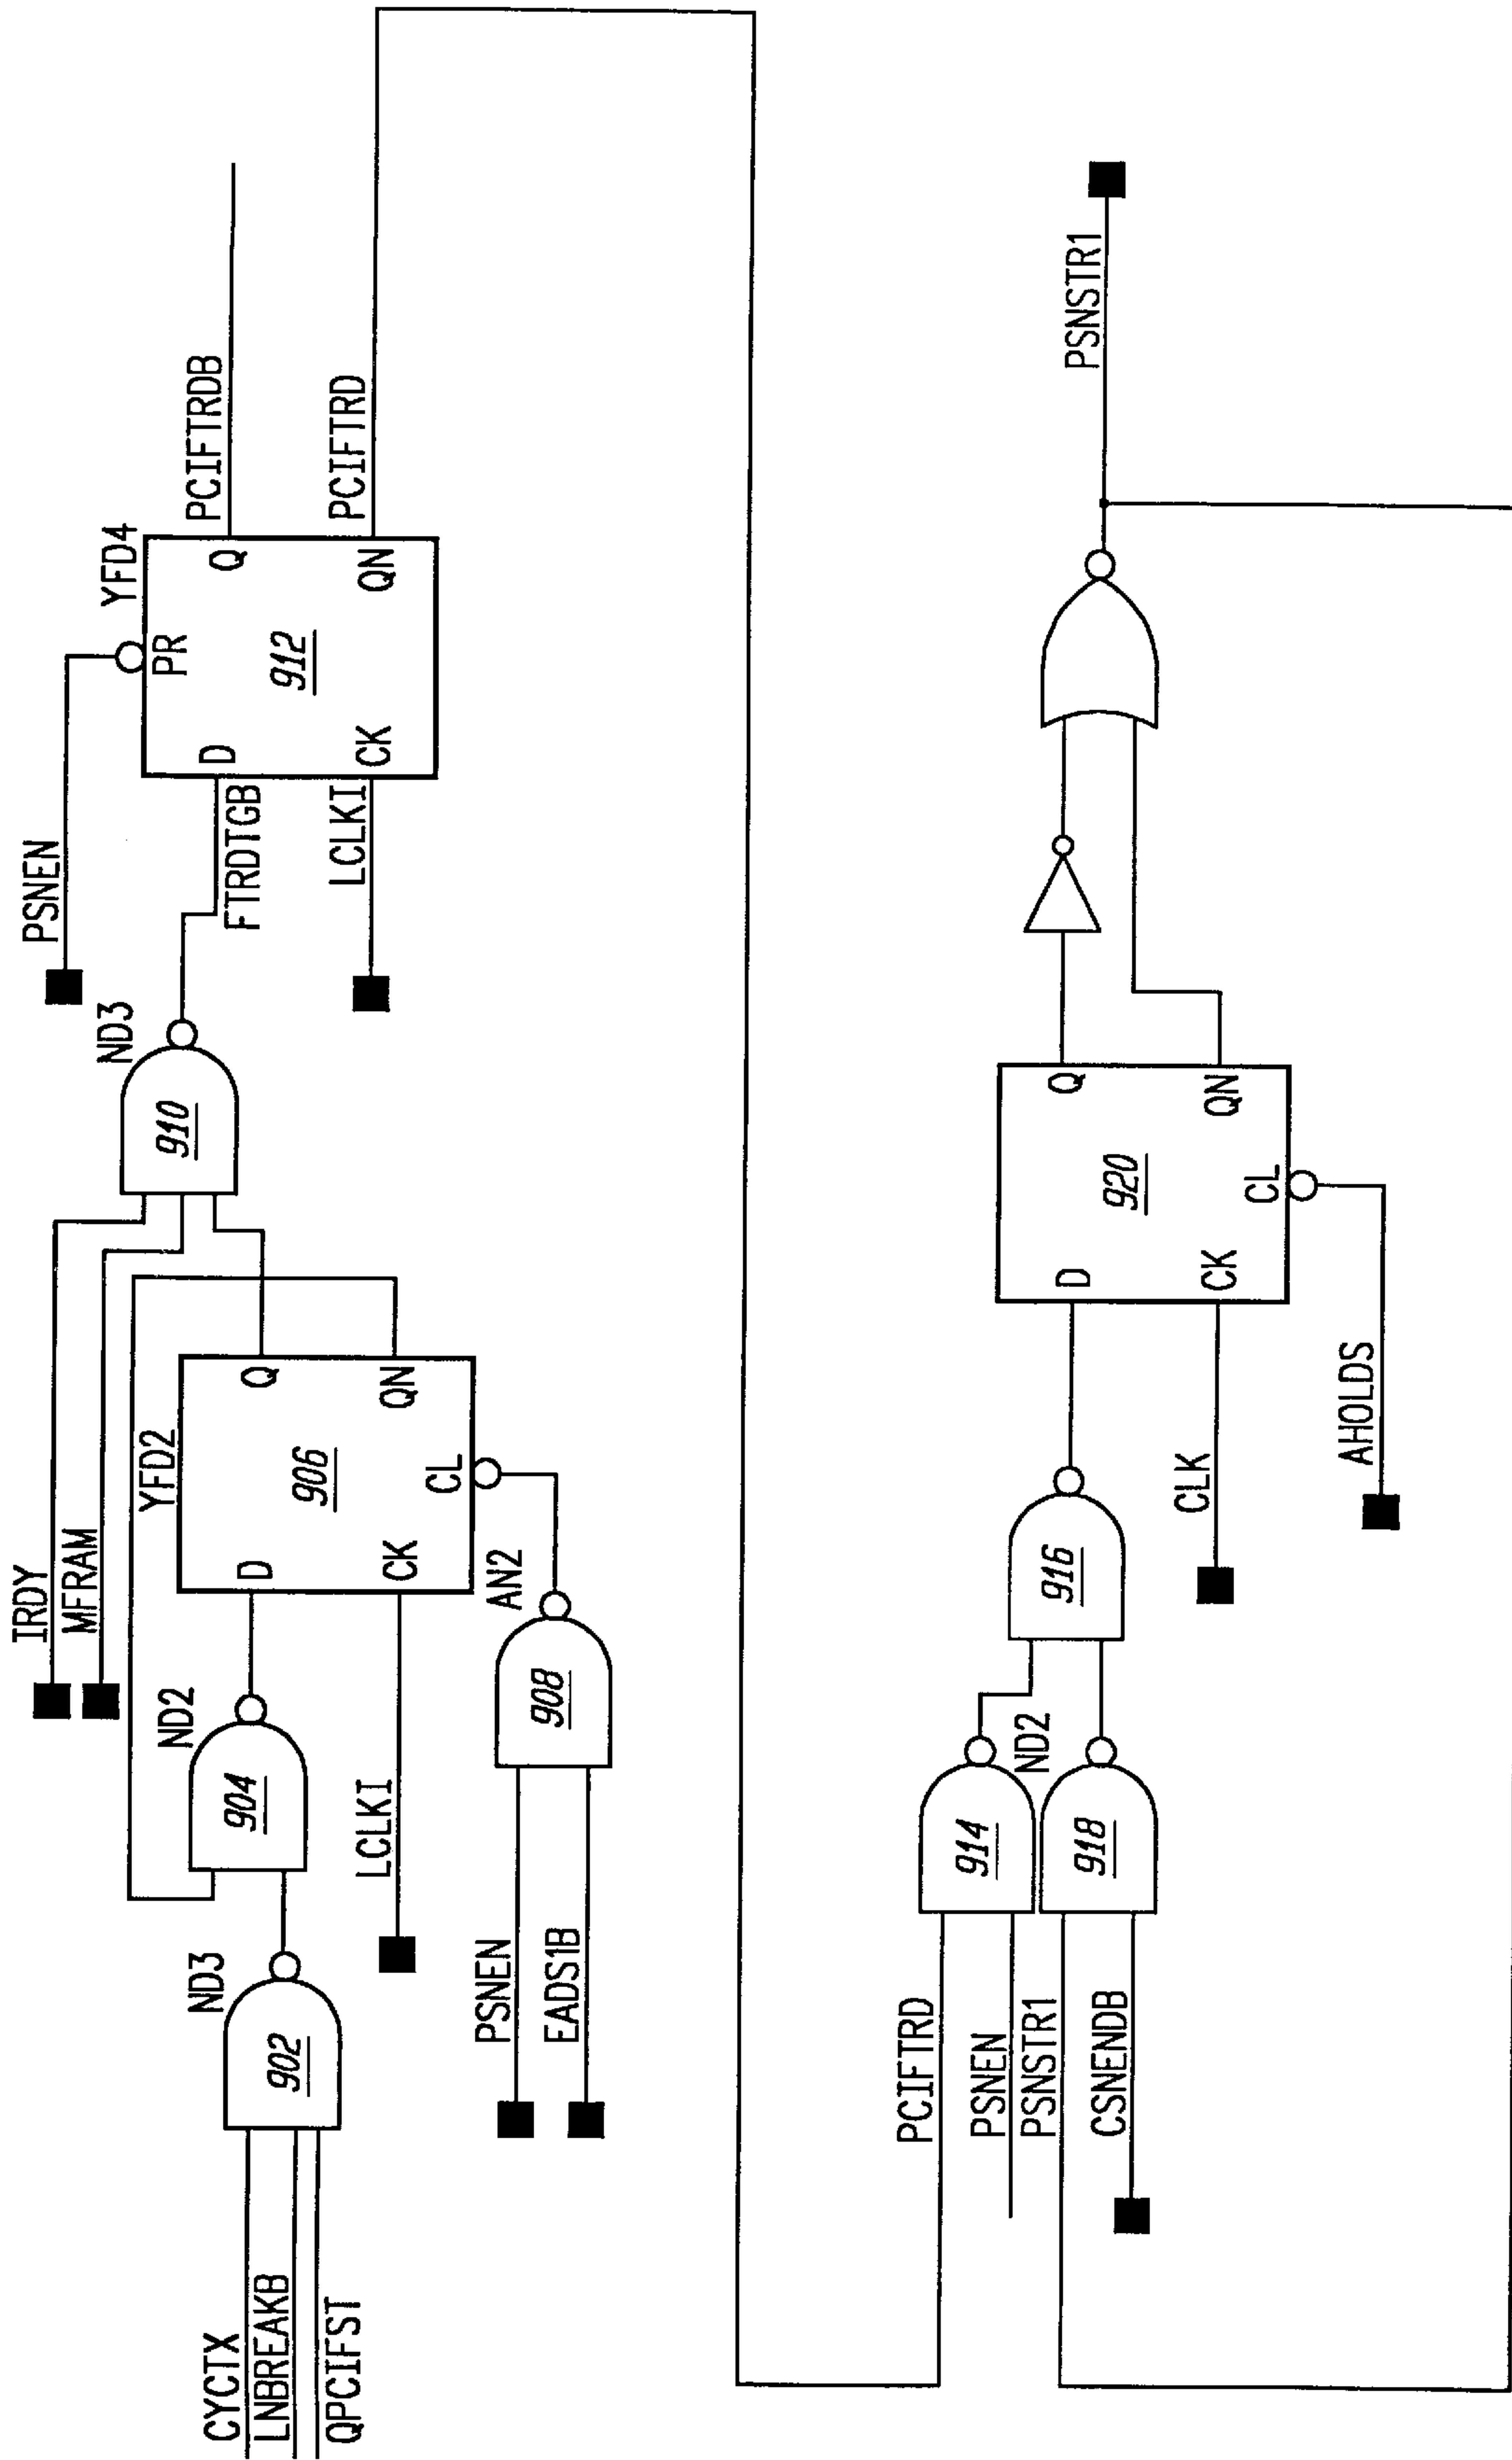 CYCTX
LNBREAKB
QPCIFST
ND3
902
ND2
904
LCLKI
PSNEN
EADS1B
AN2
908
IRDY
MFRAM
YFD2
D
Q
906
CK
QN
CL
ND3
910
PSNEN
FTRDTGB
LCLKI
YFD4
PR
D
Q
912
CK
QN
PCIFTRDB
PCIFTRD
PCIFTRD
PSNEN
PSNSTR1
CSNENDB
914
ND2
918
916
CLK
AHOLDS
D
Q
920
CK
QN
CL
PSNSTR1